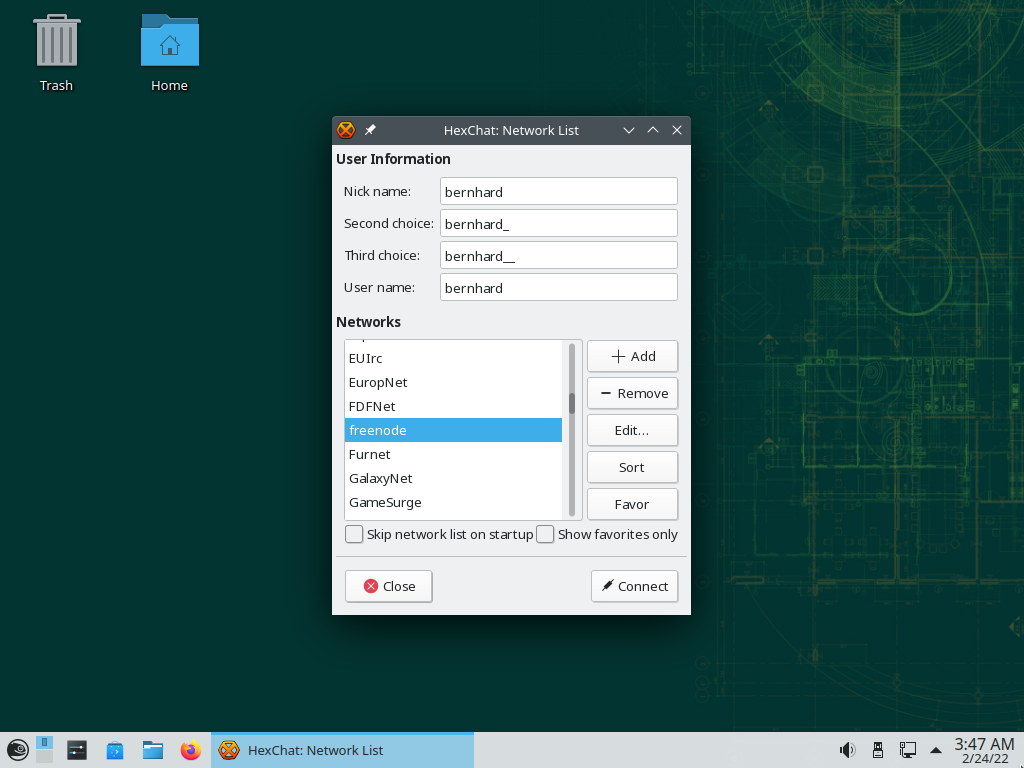 Trash
Home
HexChat: Network List
User Information
Nick name:
bernhard
Second choice:
bernhard_
Third choice:
bernhard__
User name:
bernhard
Networks
EUIrc
EuropNet
FDFNet
freenode
Furnet
GalaxyNet
GameSurge
Add
Remove
Edit…
Sort
Favor
Skip network list on startup
Show favorites only
Close
Connect
HexChat: Network List
3:47 AM
2/24/22